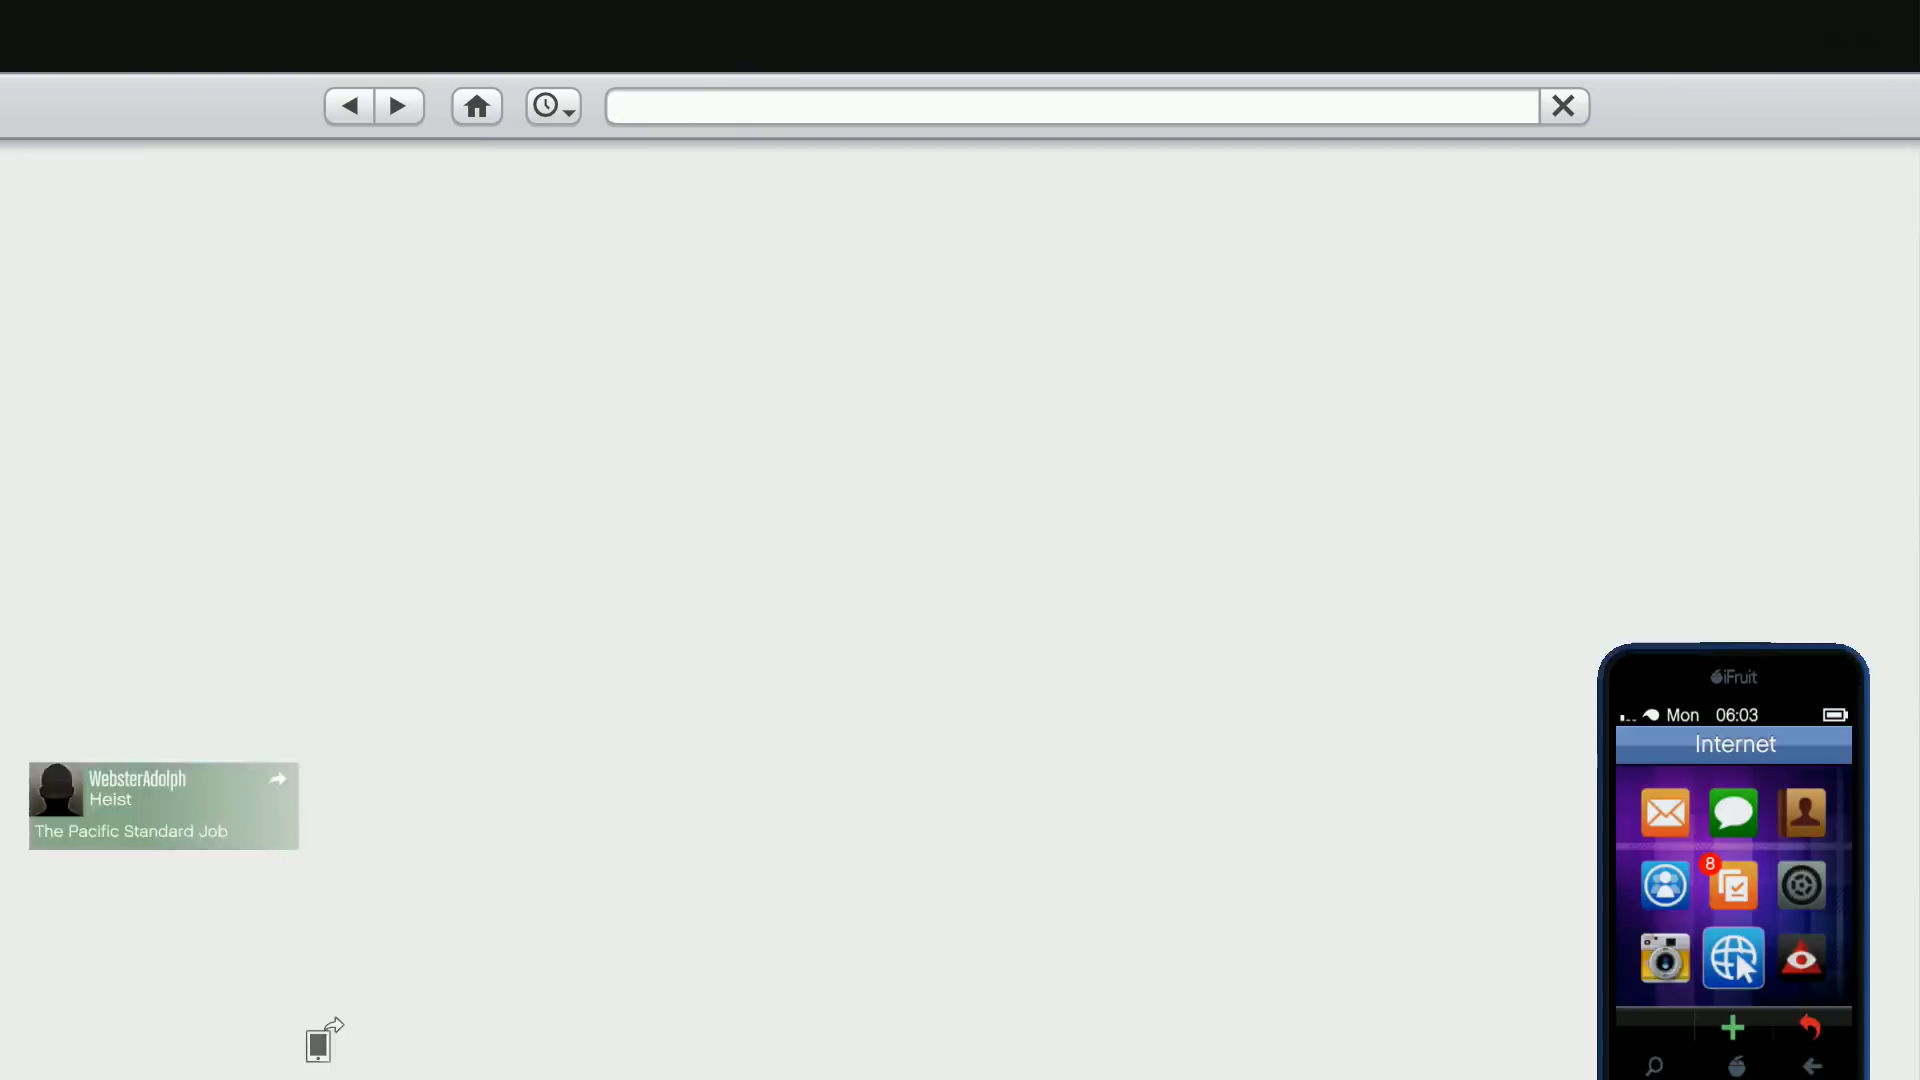 WebsterAdolph
Heist
The Pacific Standard Job
iFruit
Mon 06:03
Internet
8